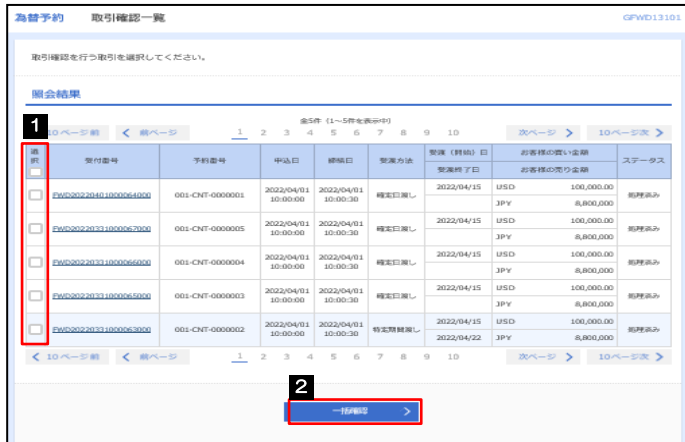 為替予約 取引確認一覧 GFWD13101
取引確認を行う取引を選択してください。
照会結果
1
全5件 (1~5件を表示中)
10ページ前 前ページ 1 2 3 4 5 6 7 8 9 10 次ページ 10ページ次
選択 受付番号 予約番号 申込日 締結日 受渡方法 受渡(開始)日 お客様の買い金額 ステータス
受渡終了日 お客様の売り金額
FWD20220401000064000 001-CNT-0000001 2022/04/01 10:00:00 2022/04/01 10:00:30 確定日渡し 2022/04/15 USD 100,000.00 処理済み
JPY 8,800,000
FWD20220331000067000 001-CNT-0000005 2022/04/01 10:00:00 2022/04/01 10:00:30 確定日渡し 2022/04/15 USD 100,000.00 処理済み
JPY 8,800,000
FWD20220331000066000 001-CNT-0000004 2022/04/01 10:00:00 2022/04/01 10:00:30 確定日渡し 2022/04/15 USD 100,000.00 処理済み
JPY 8,800,000
FWD20220331000065000 001-CNT-0000003 2022/04/01 10:00:00 2022/04/01 10:00:30 確定日渡し 2022/04/15 USD 100,000.00 処理済み
JPY 8,800,000
FWD20220331000063000 001-CNT-0000002 2022/04/01 10:00:00 2022/04/01 10:00:30 特定期間渡し 2022/04/15 USD 100,000.00 処理済み
2022/04/22 JPY 8,800,000
10ページ前 前ページ 1 2 3 4 5 6 7 8 9 10 次ページ 10ページ次
2
一括確認